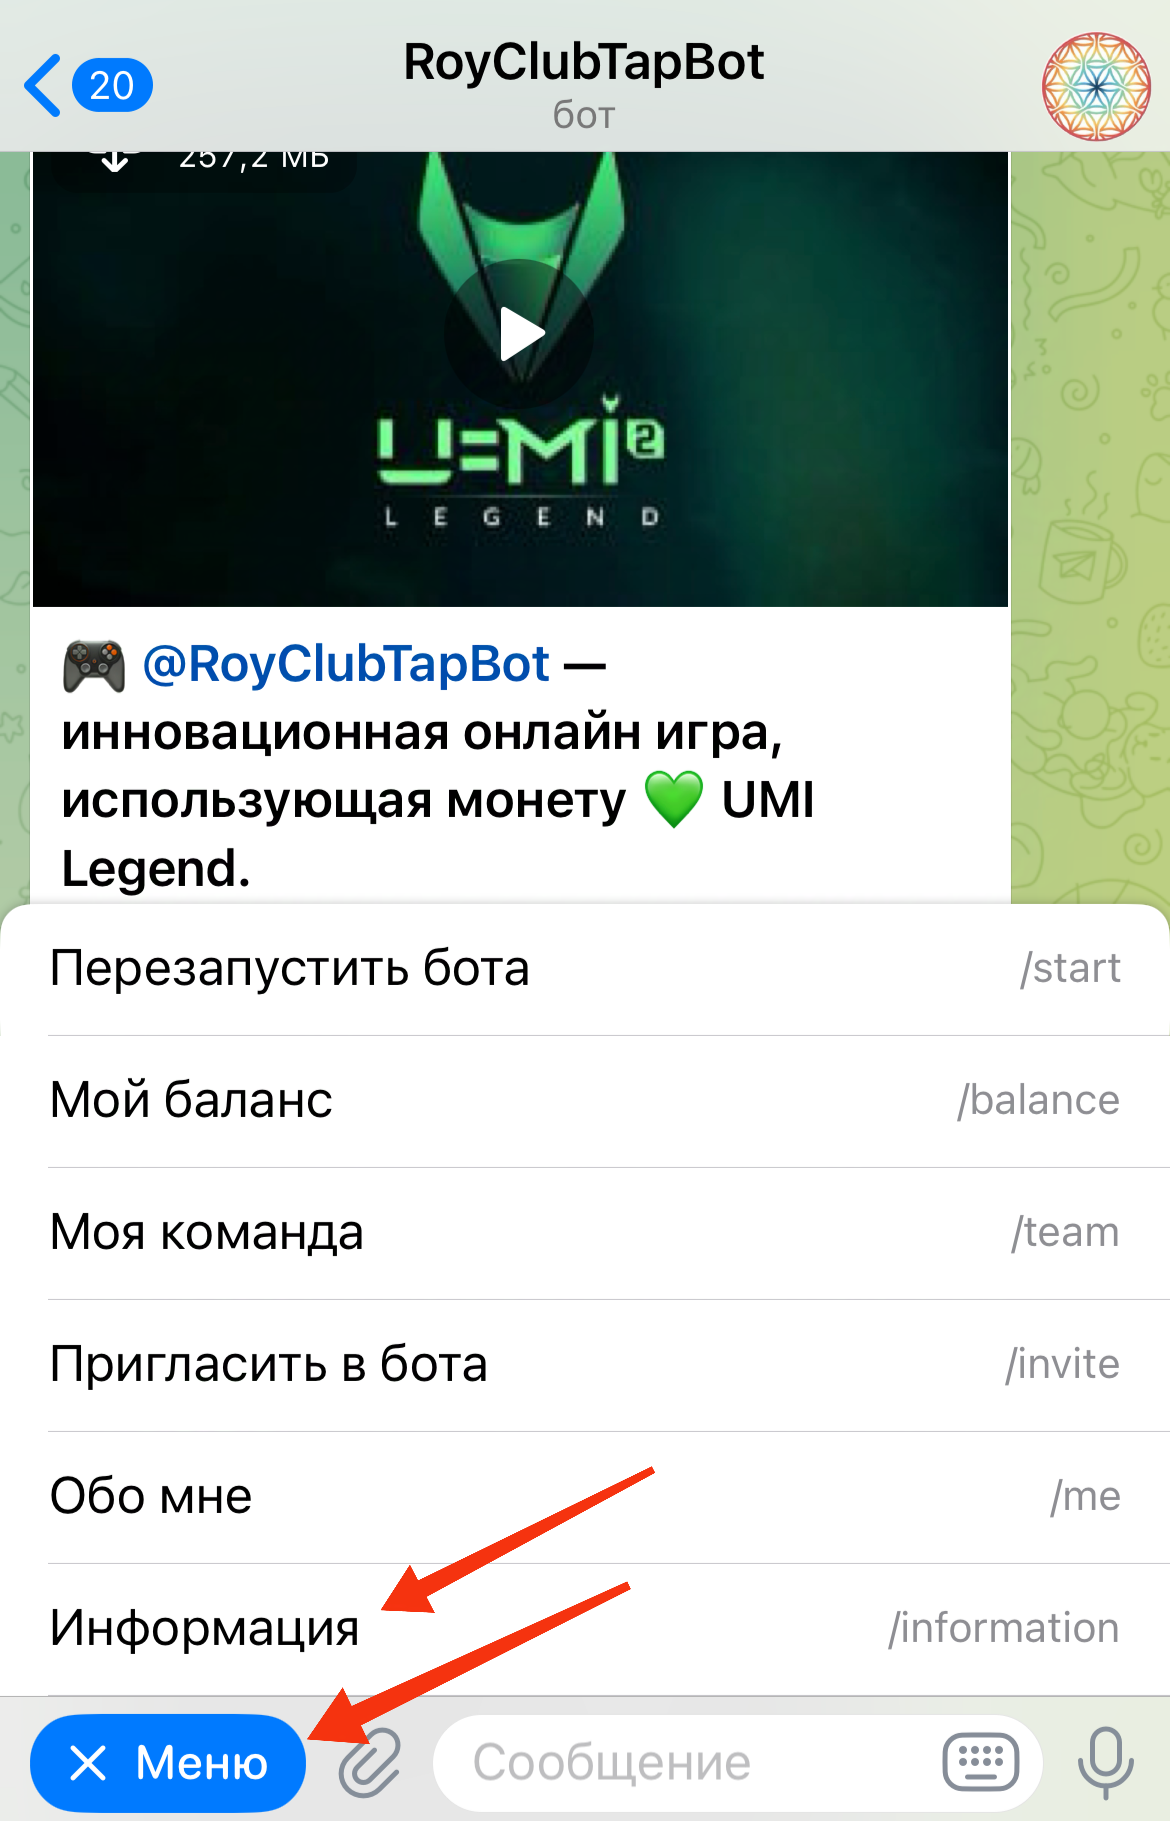 20
RoyClubTapBot
бот
257,2 МБ
U=Mi2
LEGEND
@RoyClubTapBot —
инновационная онлайн игра,
использующая монету 💚 UMI
Legend.
Перезапустить бота /start
Мой баланс /balance
Моя команда /team
Пригласить в бота /invite
Обо мне /me
Информация /information
Меню
Сообщение